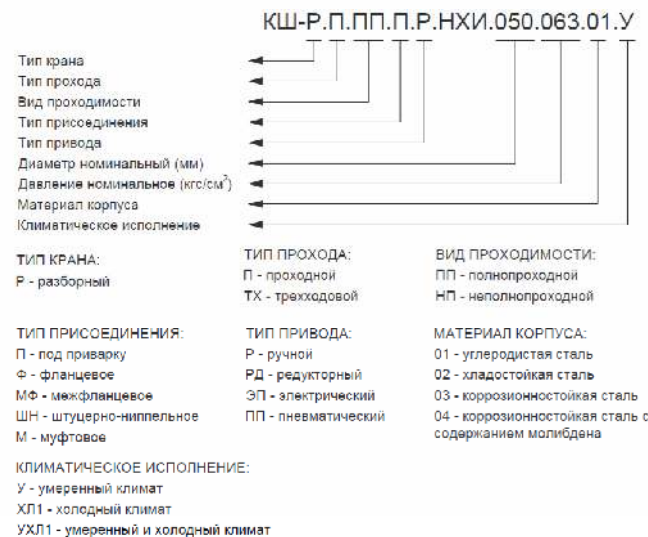 КШ-Р.П.ПП.П.Р.НХИ.050.063.01.У
Тип крана
Тип прохода
Вид проходимости
Тип присоединения
Тип привода
Диаметр номинальный (мм)
Давление номинальное (кгс/см²)
Материал корпуса
Климатическое исполнение
ТИП КРАНА:
Р - разборный
ТИП ПРОХОДА:
П - проходной
ТХ - трехходовой
ВИД ПРОХОДИМОСТИ:
ПП - полнопроходной
НП - неполнопроходной
ТИП ПРИСОЕДИНЕНИЯ:
П - под приварку
Ф - фланцевое
МФ - межфланцевое
ШН - штуцерно-ниппельное
М - муфтовое
ТИП ПРИВОДА:
Р - ручной
РД - редукторный
ЭП - электрический
ПП - пневматический
МАТЕРИАЛ КОРПУСА:
01 - углеродистая сталь
02 - хладостойкая сталь
03 - коррозионностойкая сталь
04 - коррозионностойкая сталь с
содержанием молибдена
КЛИМАТИЧЕСКОЕ ИСПОЛНЕНИЕ:
У - умеренный климат
ХЛ1 - холодный климат
УХЛ1 - умеренный и холодный климат